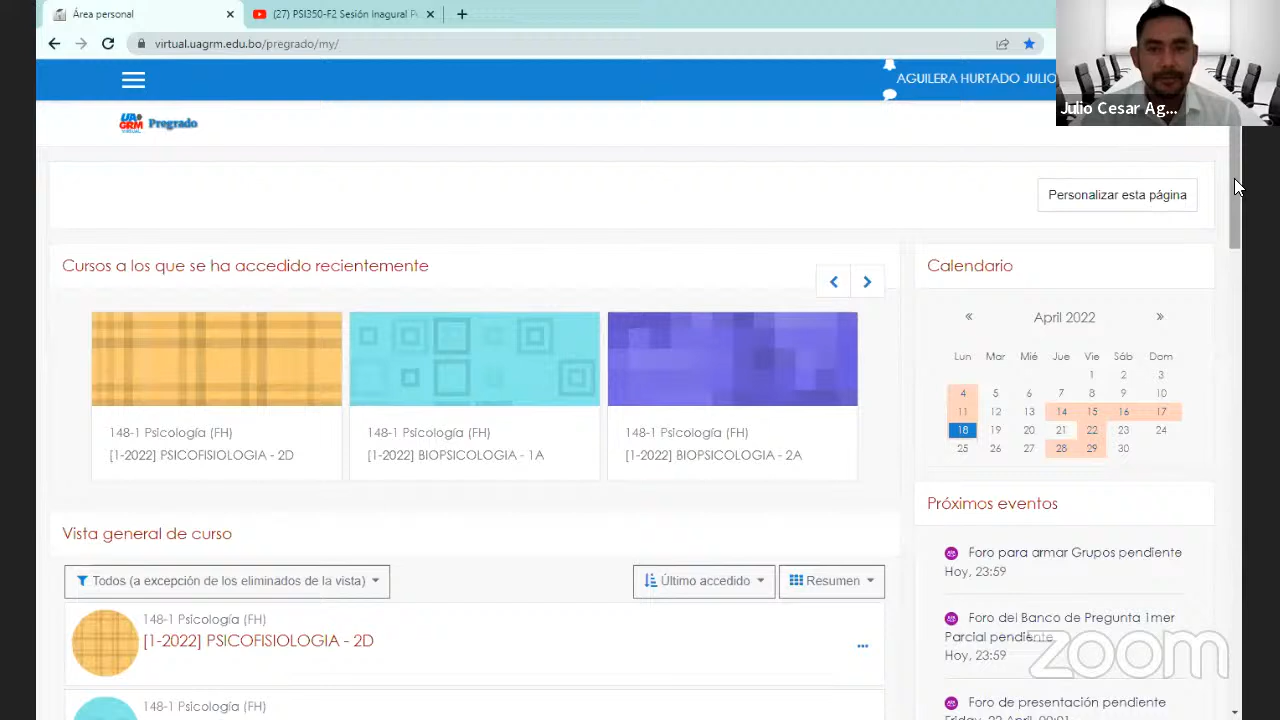 Área personal
(27) PSI350-F2 Sesión Inagural P
virtual.uagrm.edu.bo/pregrado/my/
AGUILERA HURTADO JULIO
Julio Cesar Ag...
UAGRM VIRTUAL Pregrado
Personalizar esta página
Cursos a los que se ha accedido recientemente
148-1 Psicología (FH)
[1-2022] PSICOFISIOLOGIA - 2D
148-1 Psicología (FH)
[1-2022] BIOPSICOLOGIA - 1A
148-1 Psicología (FH)
[1-2022] BIOPSICOLOGIA - 2A
Vista general de curso
Todos (a excepción de los eliminados de la vista)
Último accedido
Resumen
148-1 Psicología (FH)
[1-2022] PSICOFISIOLOGIA - 2D
148-1 Psicología (FH)
Calendario
« April 2022 »
Lun Mar Mié Jue Vie Sáb Dom
1 2 3
4 5 6 7 8 9 10
11 12 13 14 15 16 17
18 19 20 21 22 23 24
25 26 27 28 29 30
Próximos eventos
Foro para armar Grupos pendiente
Hoy, 23:59
Foro del Banco de Pregunta 1mer
Parcial pendiente
Hoy, 23:59
Foro de presentación pendiente
Friday, 22 April, 00:01
zoom